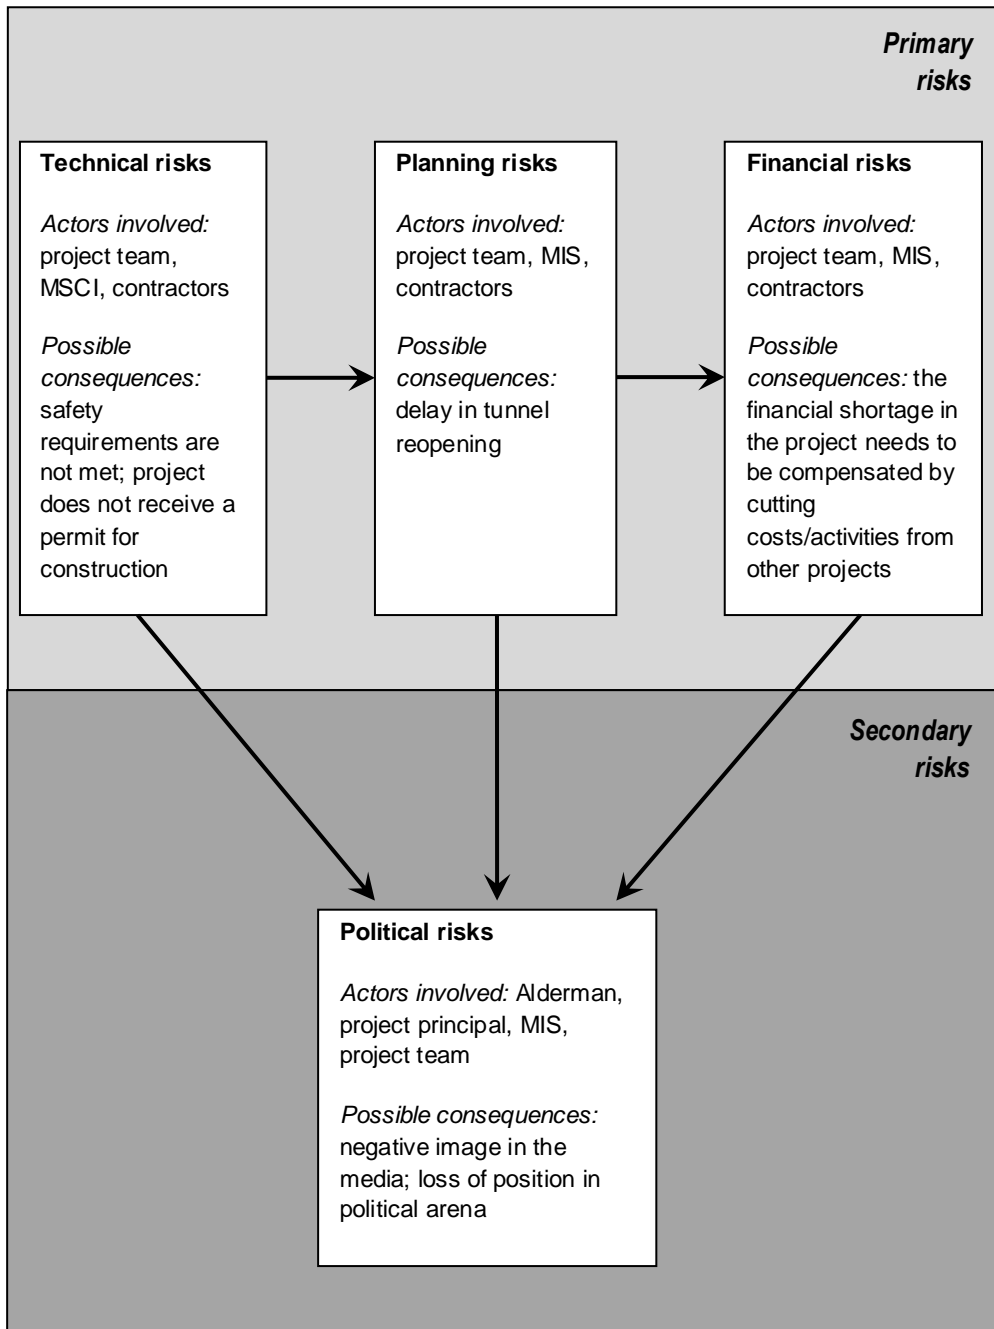 Primary
risks
Technical risks
Actors involved:
project team,
MSCI, contractors
Possible
consequences:
safety
requirements are
not met; project
does not receive a
permit for
construction
Planning risks
Actors involved:
project team, MIS,
contractors
Possible
consequences:
delay in tunnel
reopening
Financial risks
Actors involved:
project team, MIS,
contractors
Possible
consequences: the
financial shortage in
the project needs to
be compensated by
cutting
costs/activities from
other projects
Secondary
risks
Political risks
Actors involved: Alderman,
project principal, MIS,
project team
Possible consequences:
negative image in the
media; loss of position in
political arena